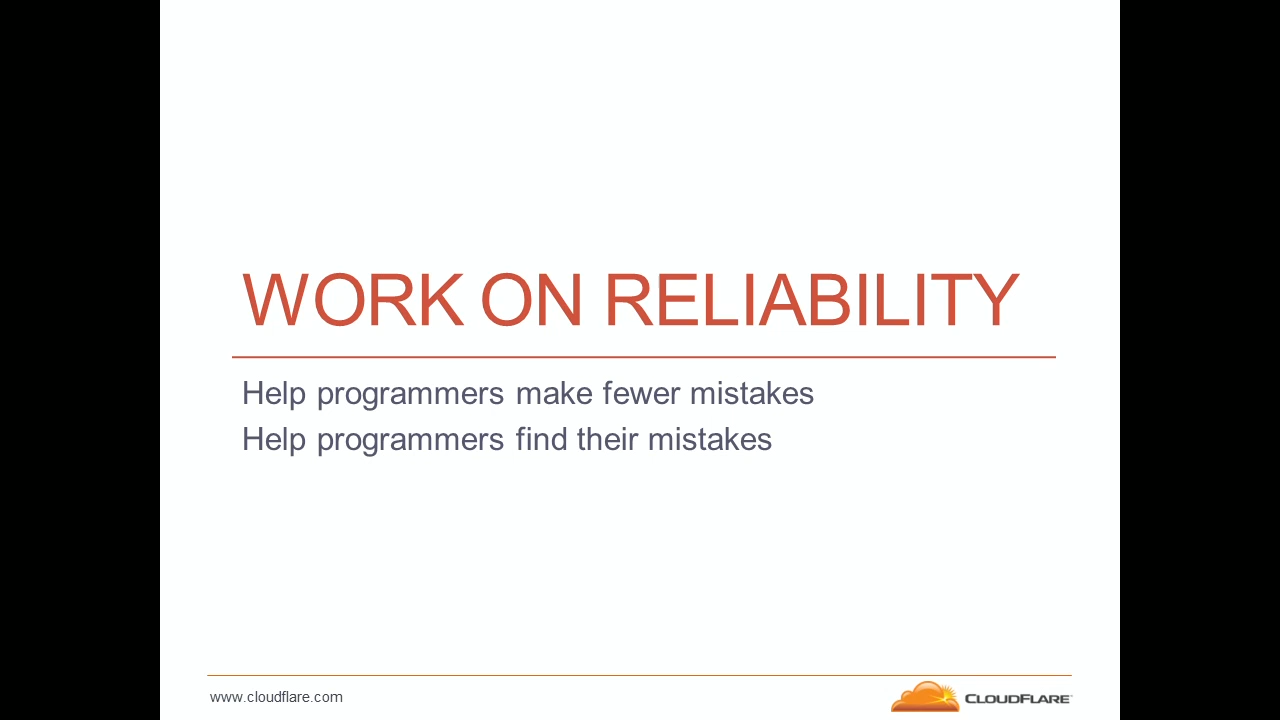 WORK ON RELIABILITY
Help programmers make fewer mistakes
Help programmers find their mistakes
www.cloudflare.com
CLOUDFLARE